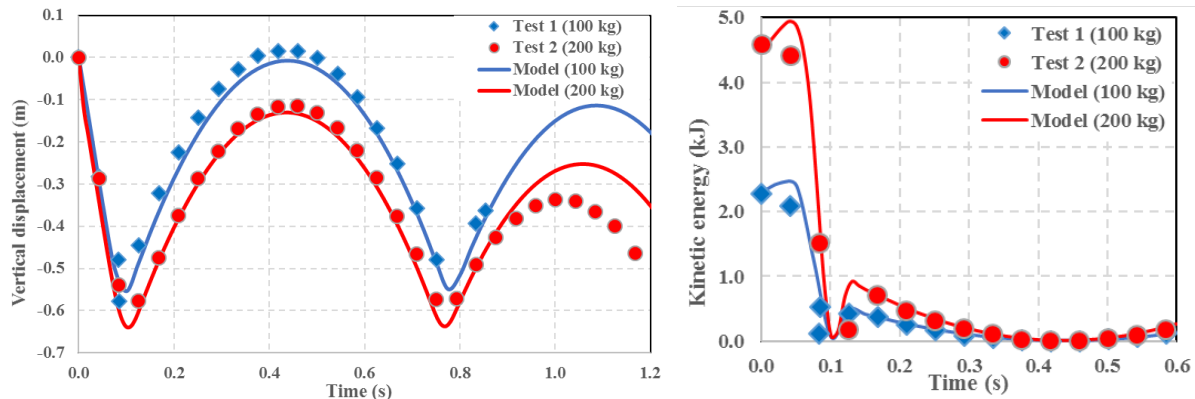 Vertical displacement (m)
0.0
-0.1
-0.2
-0.3
-0.4
-0.5
-0.6
-0.7
0.0 0.2 0.4 0.6 0.8 1.0 1.2
Time (s)
Test 1 (100 kg)
Test 2 (200 kg)
Model (100 kg)
Model (200 kg)
Kinetic energy (kJ)
5.0
4.0
3.0
2.0
1.0
0.0
0.0 0.1 0.2 0.3 0.4 0.5 0.6
Time (s)
Test 1 (100 kg)
Test 2 (200 kg)
Model (100 kg)
Model (200 kg)